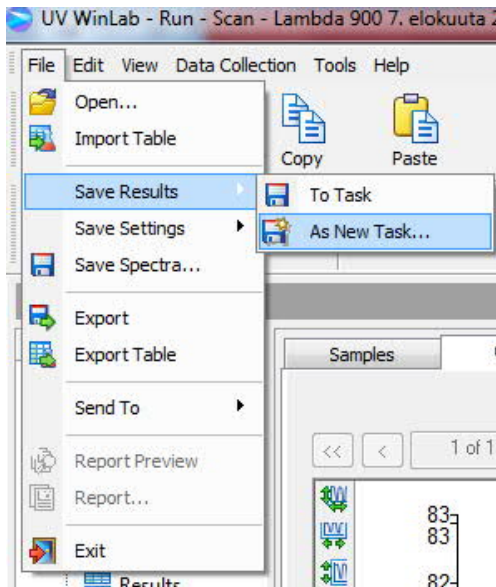 UV WinLab - Run - Scan - Lambda 900 7. elokuuta
File Edit View Data Collection Tools Help
Open...
Import Table
Copy Paste
Save Results
To Task
Save Settings
As New Task...
Save Spectra...
Export
Export Table
Samples
Send To
<< < 1 of 1
Report Preview
Report...
83
83
Exit
Results
82